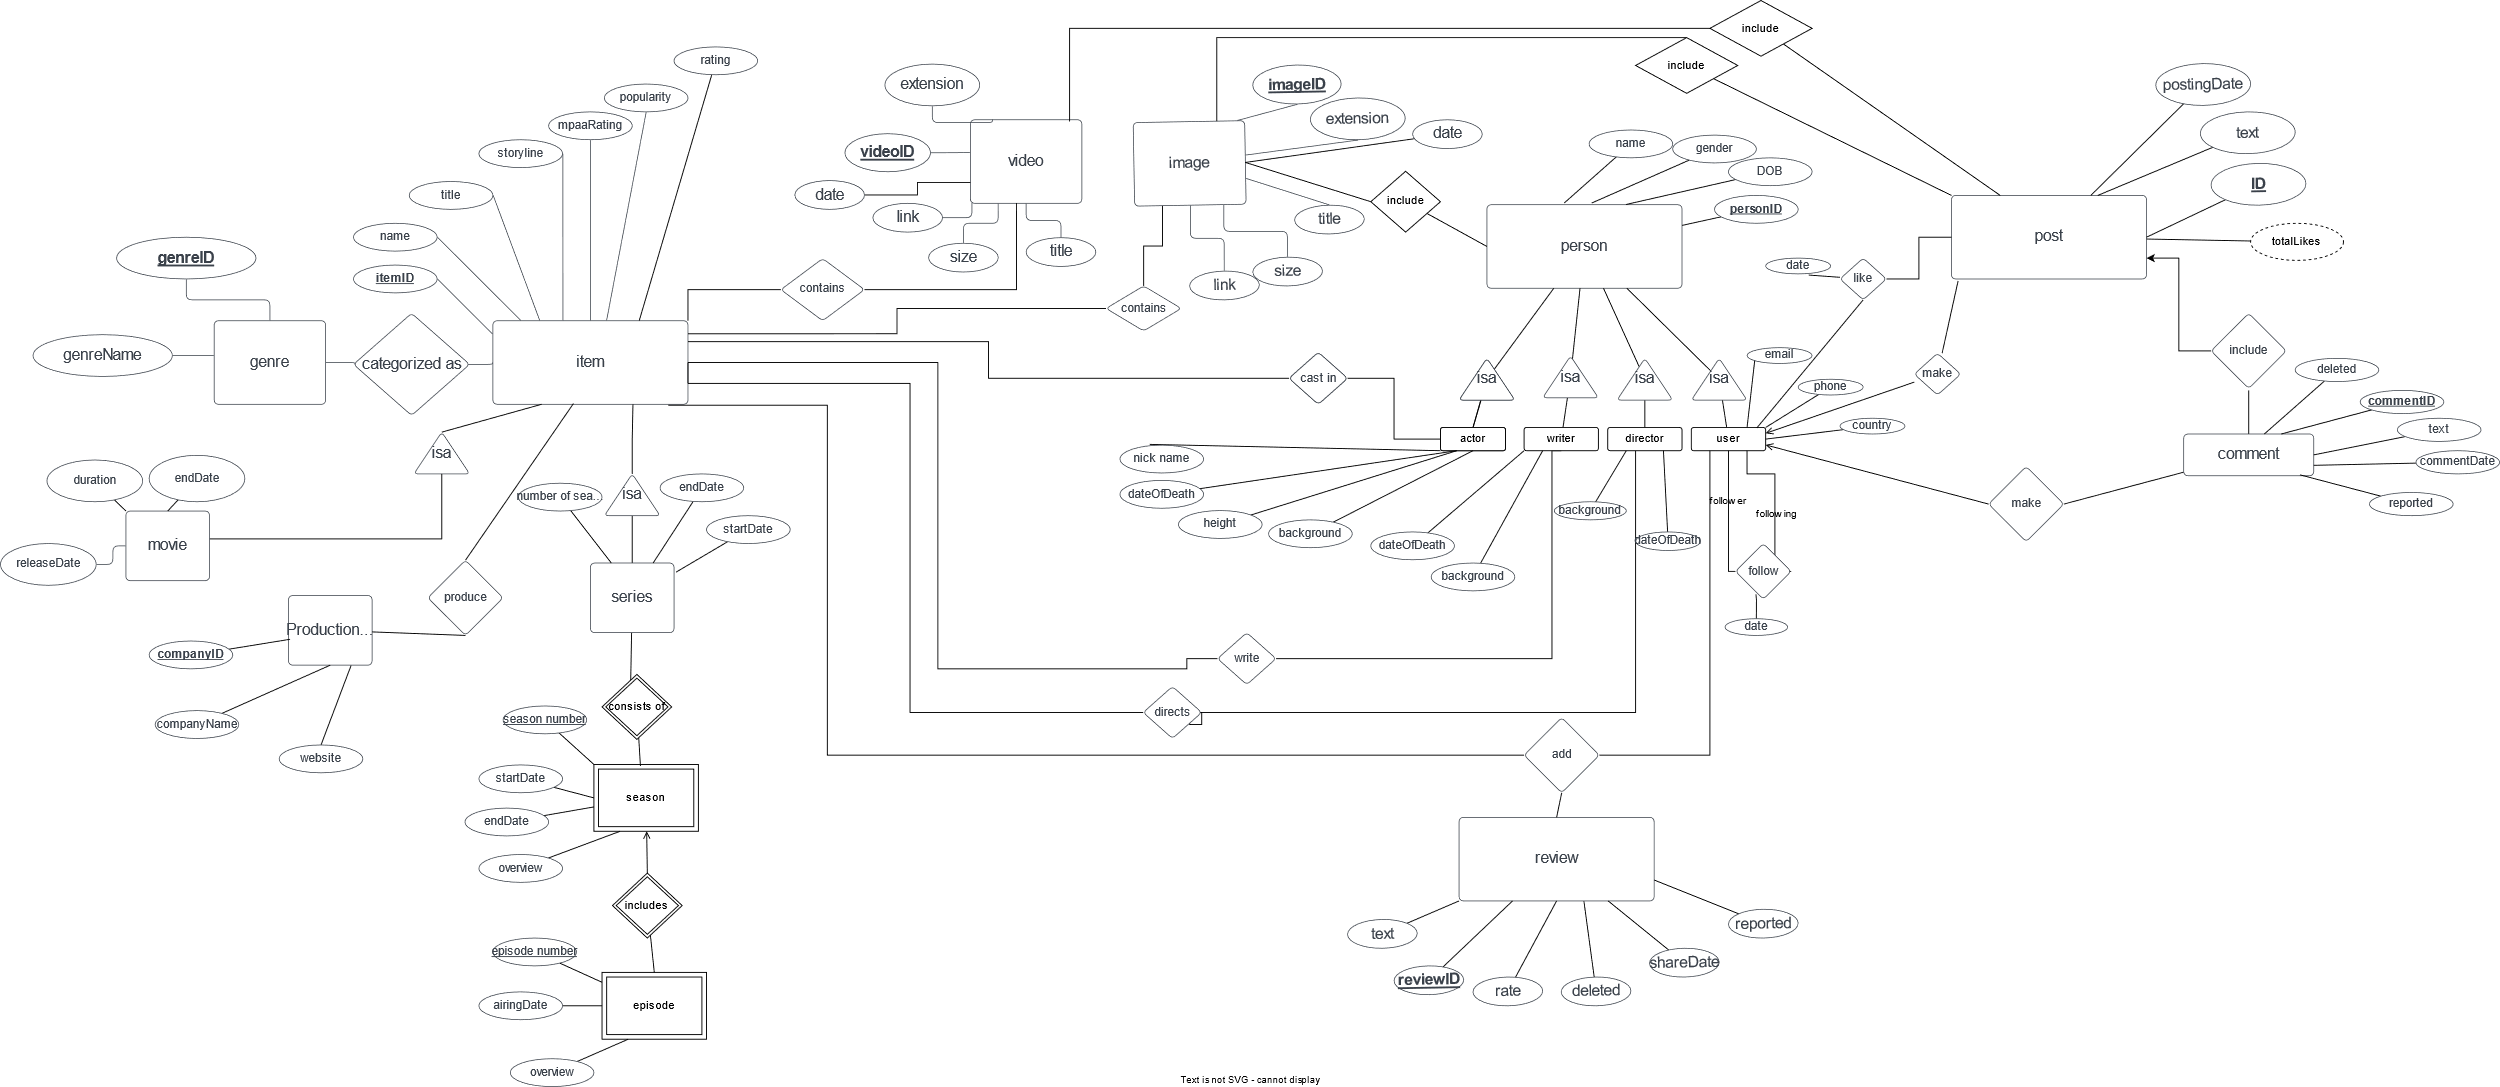 include
include
rating
popularity
mpaaRating
storyline
title
name
itemID
genreID
genreName
genre
categorized as
item
extension
videoID
video
date
link
size
title
contains
imageID
extension
date
image
include
title
link
size
contains
name
gender
DOB
personID
person
postingDate
text
ID
totalLikes
post
date
like
make
include
email
phone
country
isa
isa
isa
isa
cast in
actor
writer
director
user
follower
following
follow
date
nick name
dateOfDeath
height
background
dateOfDeath
background
background
dateOfDeath
deleted
commentID
text
commentDate
reported
comment
make
isa
duration
endDate
movie
releaseDate
produce
Production...
companyID
companyName
website
isa
number of sea...
endDate
startDate
series
consists of
season number
startDate
endDate
overview
season
includes
episode number
airingDate
overview
episode
write
directs
add
review
text
reviewID
rate
deleted
shareDate
reported
Text is not SVG - cannot display